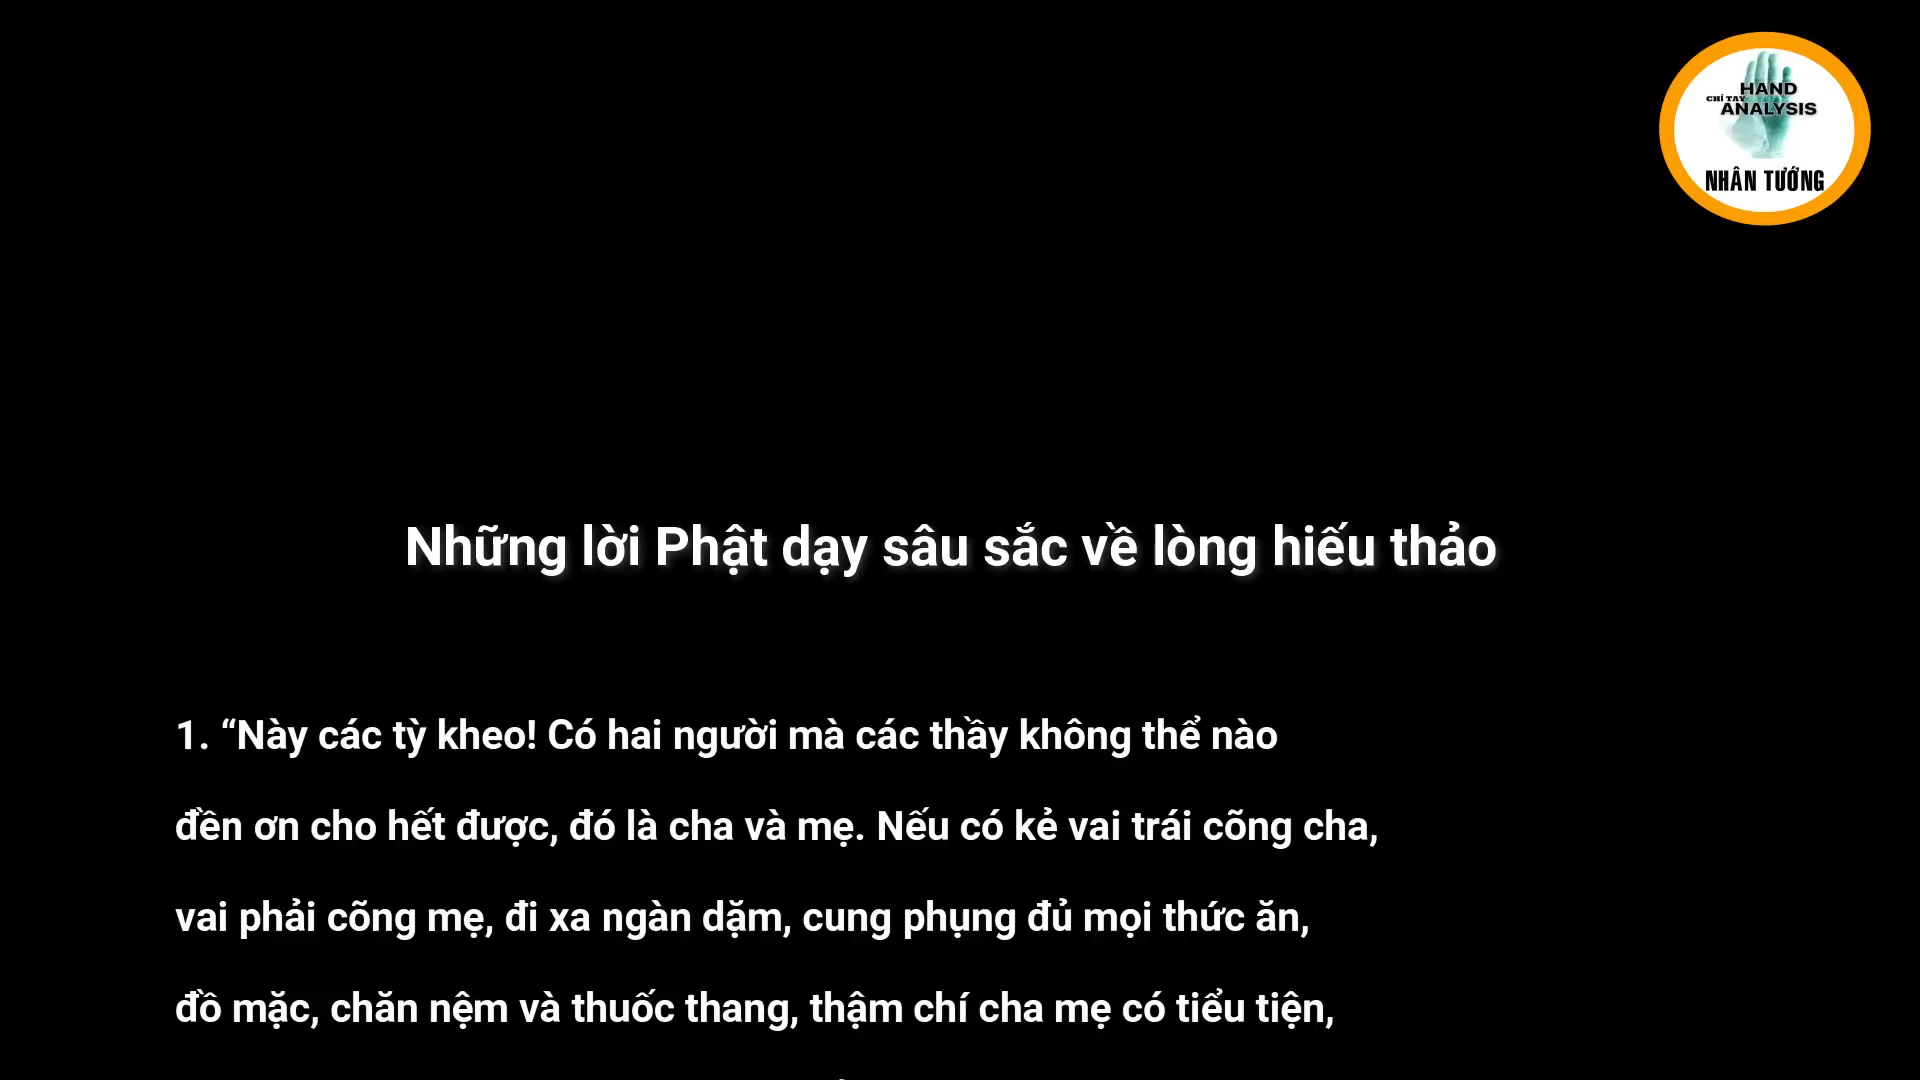 HAND
CHỈ TAY
ANALYSIS
NHÂN TƯỚNG
Những lời Phật dạy sâu sắc về lòng hiếu thảo
1. “Này các tỳ kheo! Có hai người mà các thầy không thể nào
đền ơn cho hết được, đó là cha và mẹ. Nếu có kẻ vai trái cõng cha,
vai phải cõng mẹ, đi xa ngàn dặm, cung phụng đủ mọi thức ăn,
đồ mặc, chăn nệm và thuốc thang, thậm chí cha mẹ có tiểu tiện,